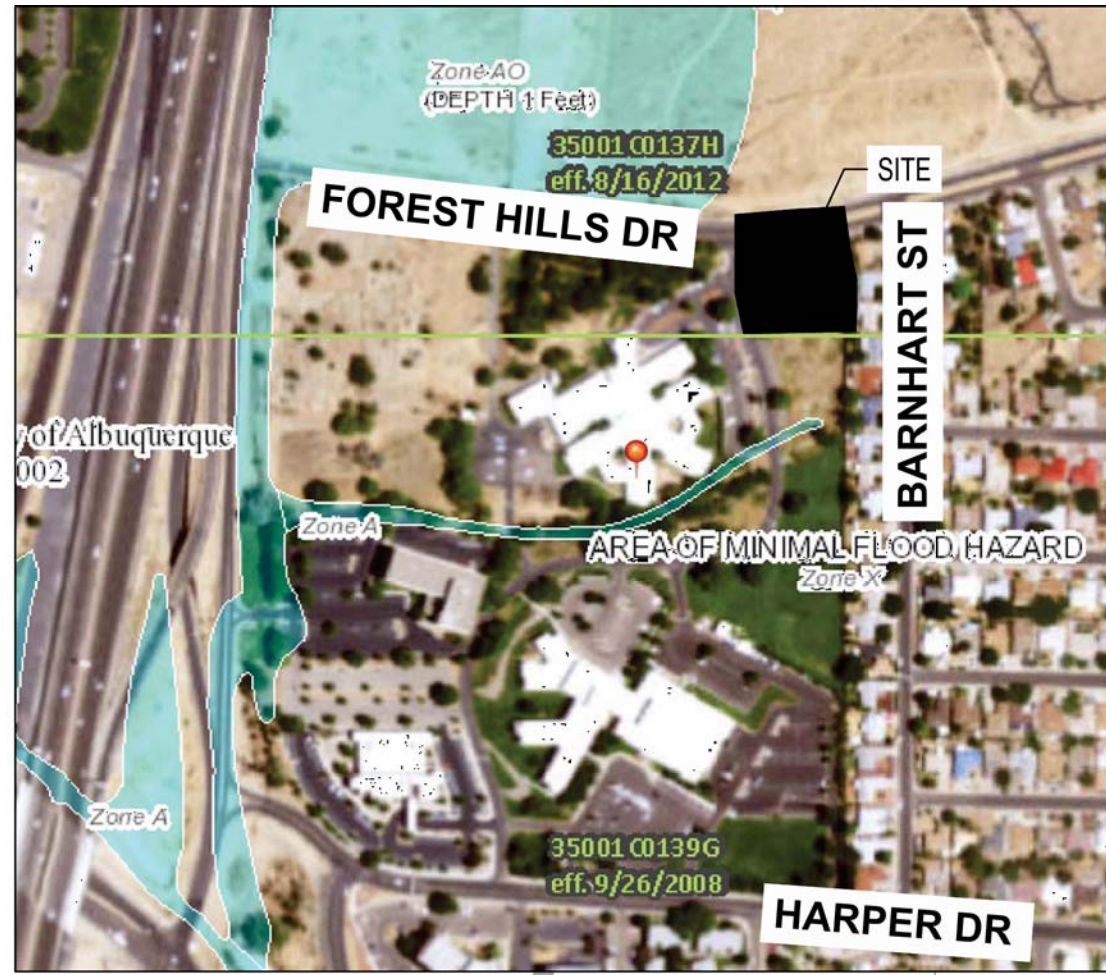 Zone AO
(DEPTH 1 Feet)
35001C0137H
eff. 8/16/2012
SITE
FOREST HILLS DR
BARNHART ST
y of Albuquerque
002
Zone A
AREA OF MINIMAL FLOOD HAZARD
Zone X
Zone A
35001C0139G
eff. 9/26/2008
HARPER DR